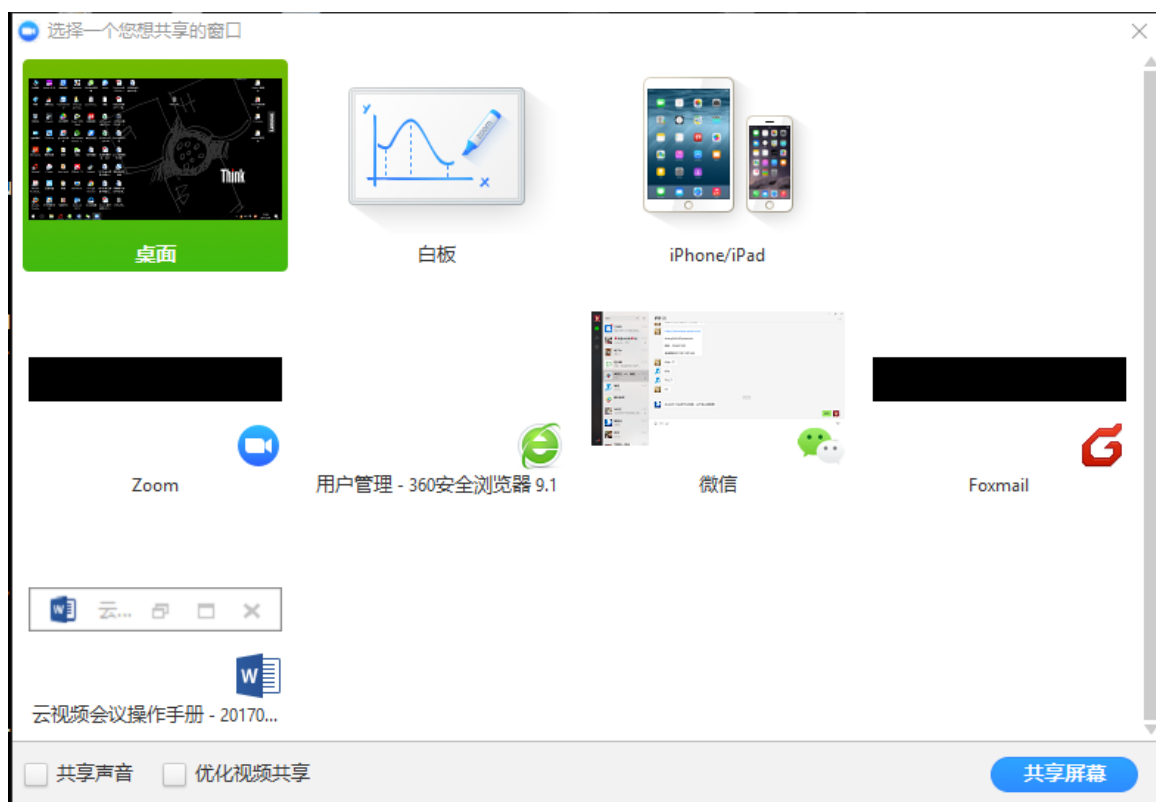 选择一个您想共享的窗口
Think
桌面
zoom
白板
iPhone/iPad
Zoom
用户管理 - 360安全浏览器 9.1
微信
Foxmail
云...
云视频会议操作手册 - 20170...
共享声音
优化视频共享
共享屏幕